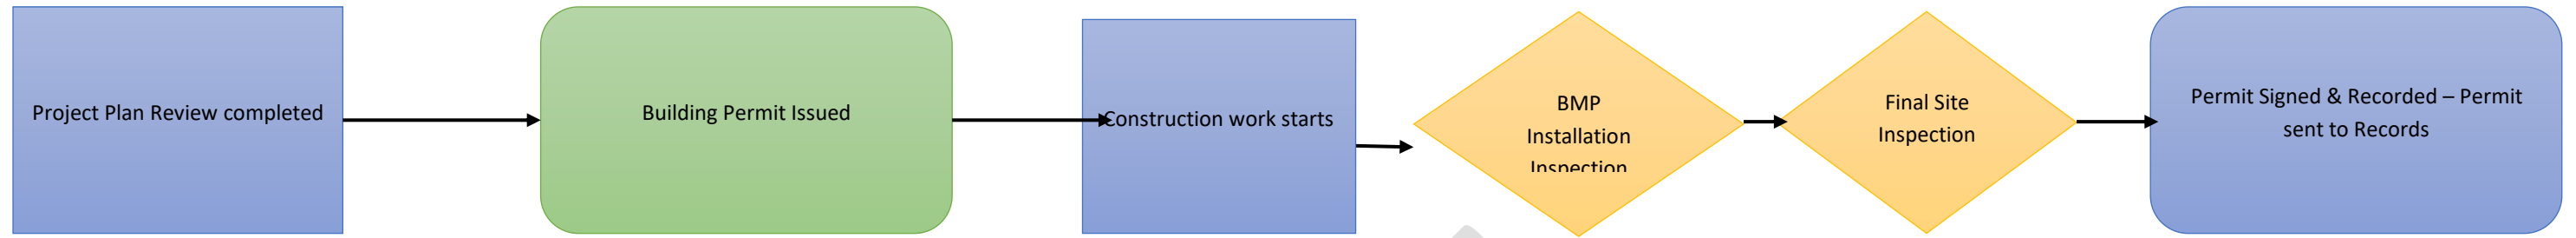 Project Plan Review completed
Building Permit Issued
Construction work starts
BMP
Installation
Inspection
Final Site
Inspection
Permit Signed & Recorded – Permit
sent to Records